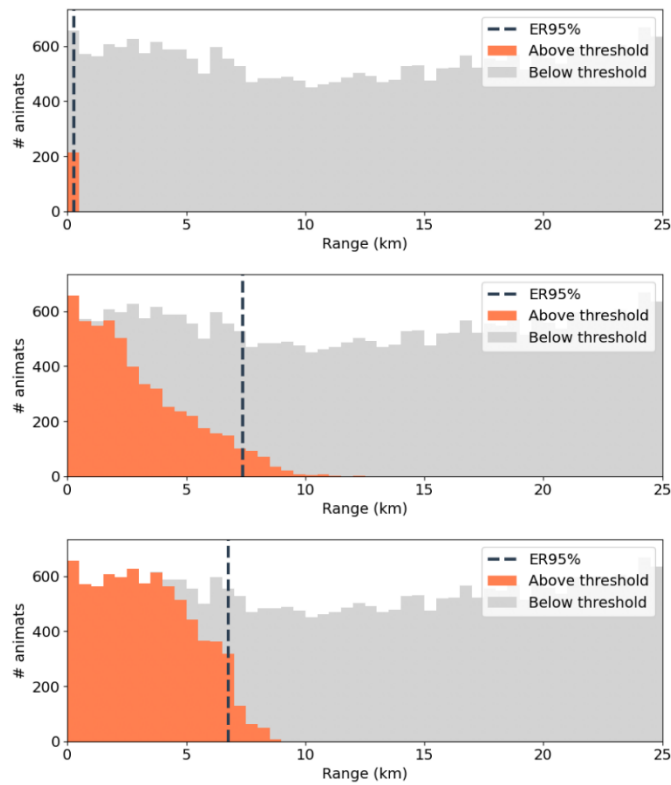 600
400
200
0
# animats
ER95%
Above threshold
Below threshold
0 5 10 15 20 25
Range (km)
600
400
200
0
# animats
ER95%
Above threshold
Below threshold
0 5 10 15 20 25
Range (km)
600
400
200
0
# animats
ER95%
Above threshold
Below threshold
0 5 10 15 20 25
Range (km)